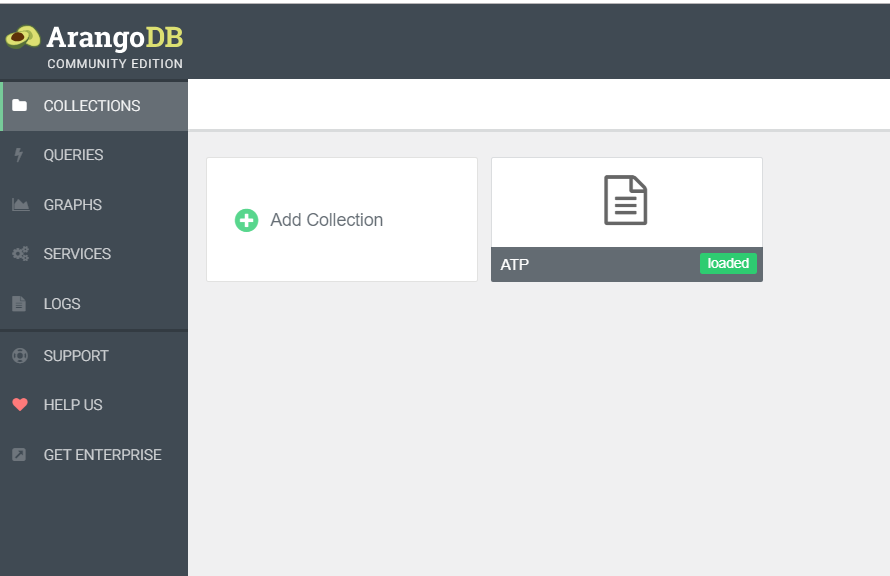 ArangoDB
COMMUNITY EDITION
COLLECTIONS
QUERIES
GRAPHS
SERVICES
LOGS
SUPPORT
HELP US
GET ENTERPRISE
Add Collection
ATP
loaded